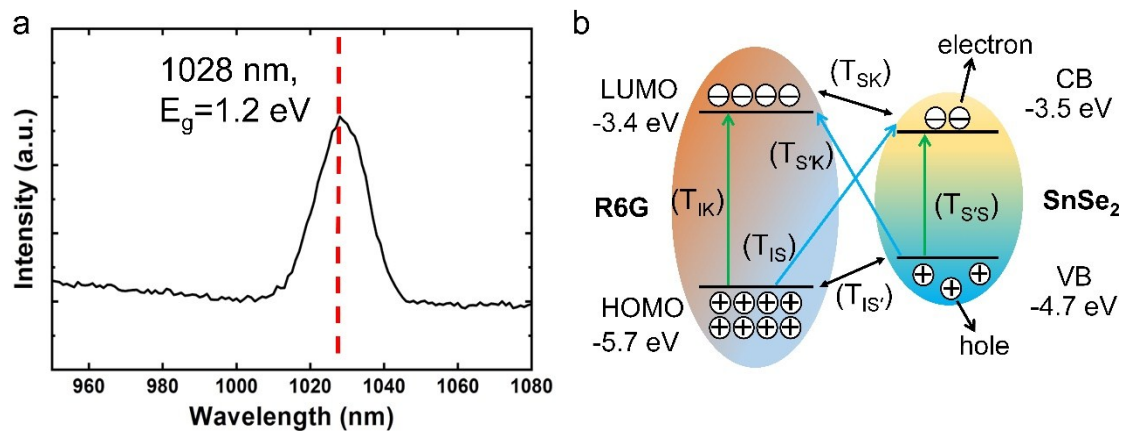 a
1028 nm,
E_g=1.2 eV
Intensity (a.u.)
960 980 1000 1020 1040 1060 1080
Wavelength (nm)
b
electron
LUMO
-3.4 eV
(T_SK)
CB
-3.5 eV
(T_S'K)
R6G
(T_IK)
(T_S'S)
SnSe₂
(T_IS)
HOMO
-5.7 eV
(T_IS')
VB
-4.7 eV
hole